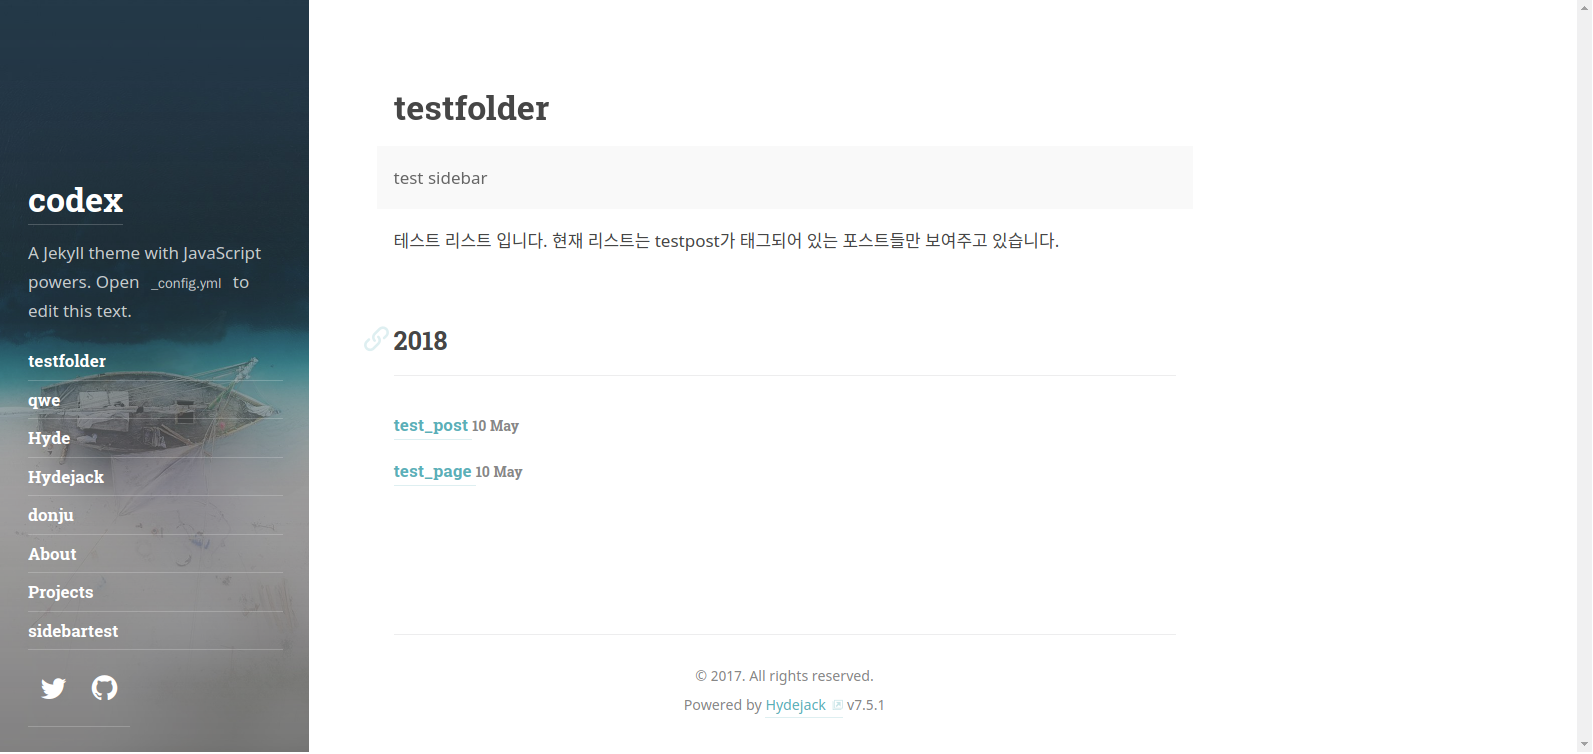 codex
A Jekyll theme with JavaScript
powers. Open _config.yml to
edit this text.
testfolder
qwe
Hyde
Hydejack
donju
About
Projects
sidebartest
testfolder
test sidebar
테스트 리스트 입니다. 현재 리스트는 testpost가 태그되어 있는 포스트들만 보여주고 있습니다.
2018
test_post 10 May
test_page 10 May
© 2017. All rights reserved.
Powered by Hydejack v7.5.1